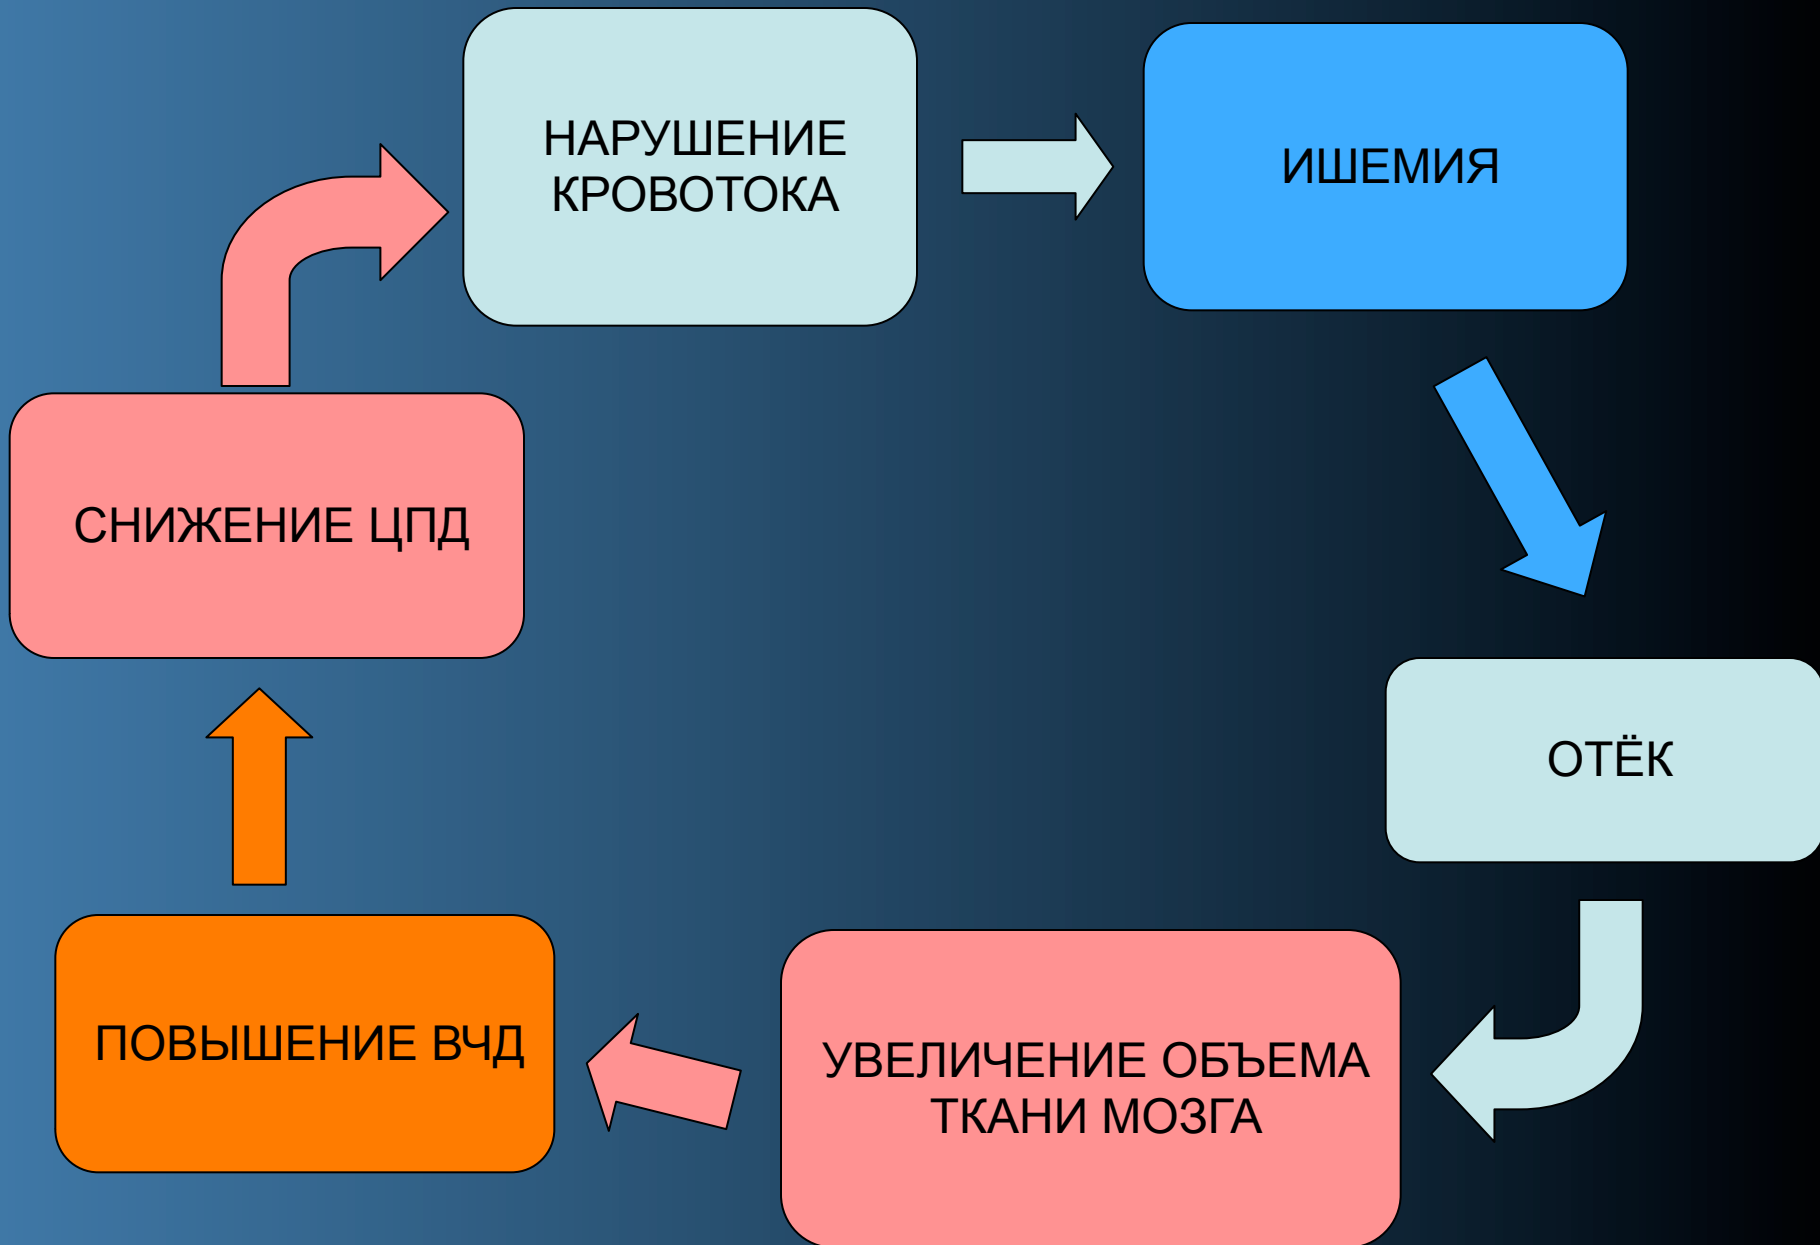 НАРУШЕНИЕ
КРОВОТОКА
ИШЕМИЯ
СНИЖЕНИЕ ЦПД
ОТЁК
ПОВЫШЕНИЕ ВЧД
УВЕЛИЧЕНИЕ ОБЪЕМА
ТКАНИ МОЗГА